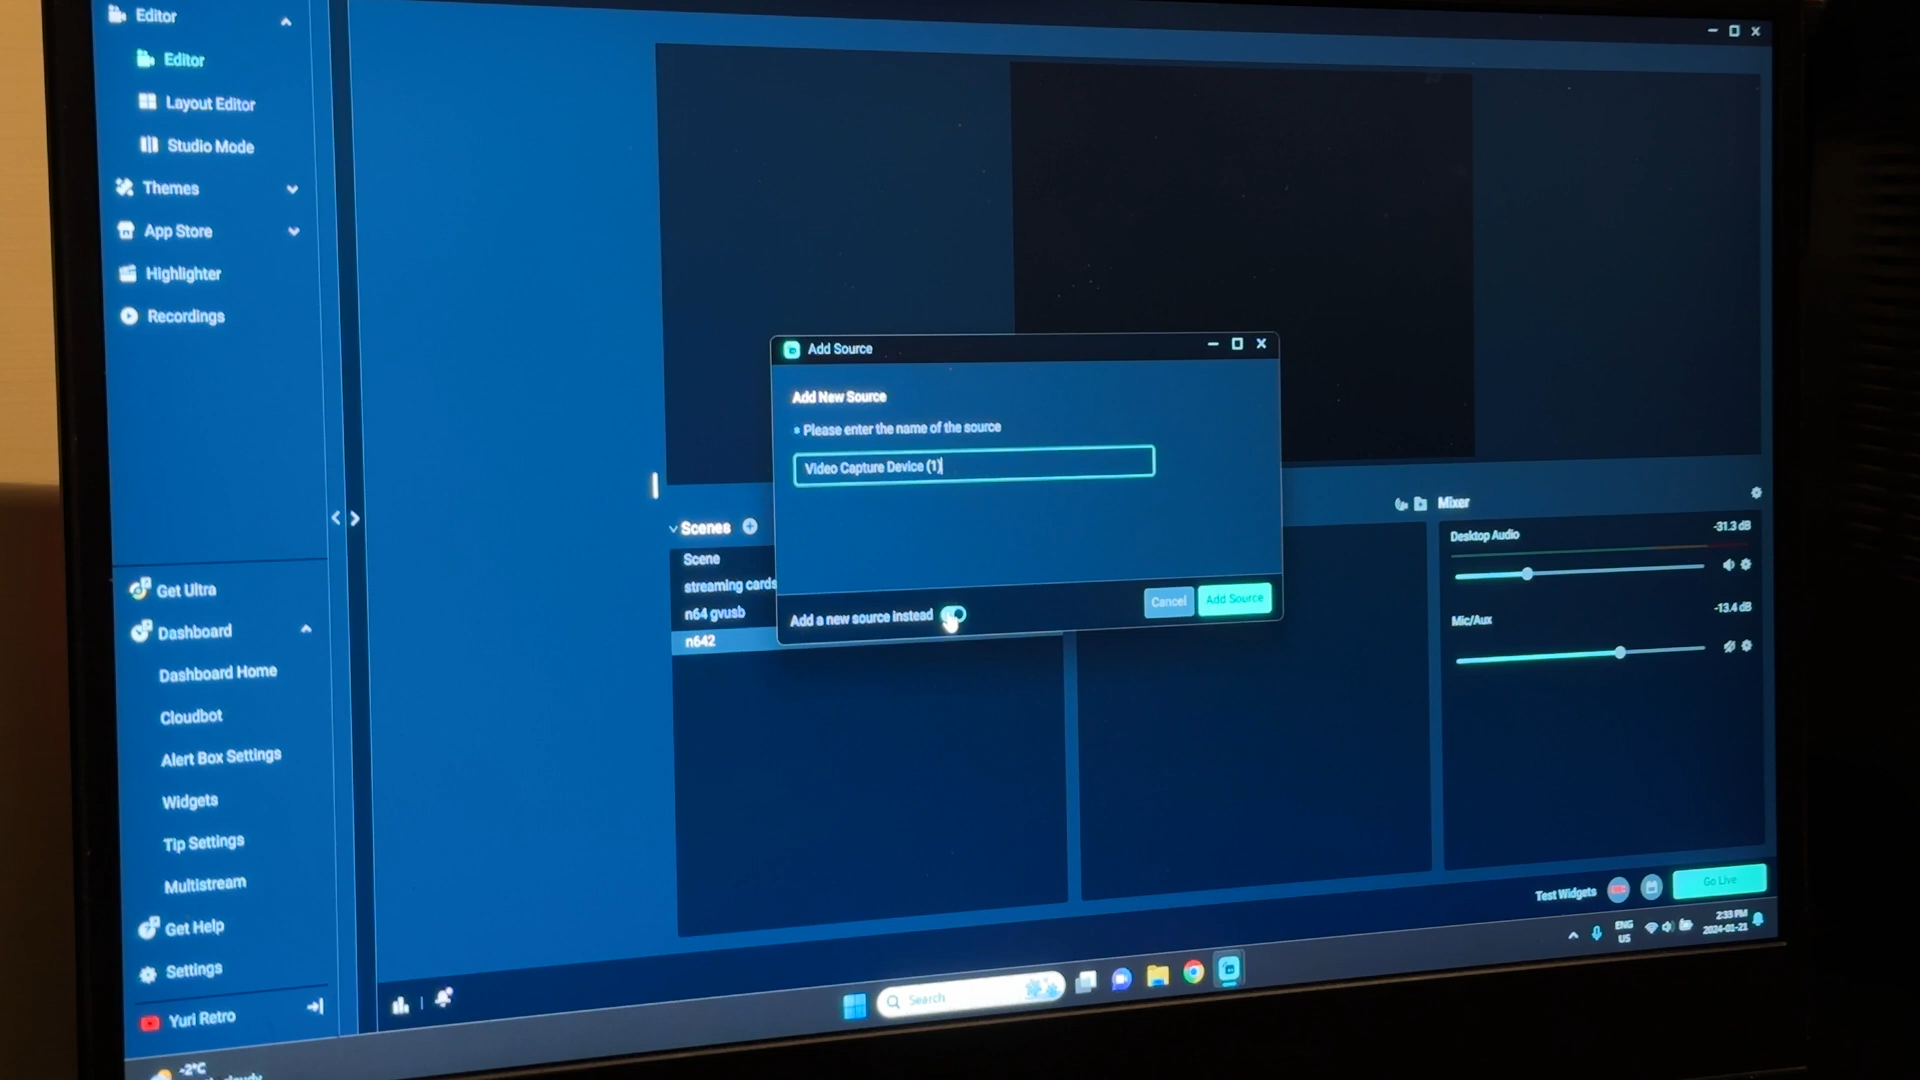 Editor
Editor
Layout Editor
Studio Mode
Themes
App Store
Highlighter
Recordings
Get Ultra
Dashboard
Dashboard Home
Cloudbot
Alert Box Settings
Widgets
Tip Settings
Multistream
Get Help
Settings
Yuri Retro
Add Source
Add New Source
* Please enter the name of the source
Video Capture Device (1)
Add a new source instead
Cancel
Add Source
Scenes
Scene
streaming cards
n64 gvusb
n642
Mixer
Desktop Audio
-31.3 dB
Mic/Aux
-13.4 dB
Test Widgets
Go Live
Search
ENG
US
2:33 PM
2024-01-21
-2°C